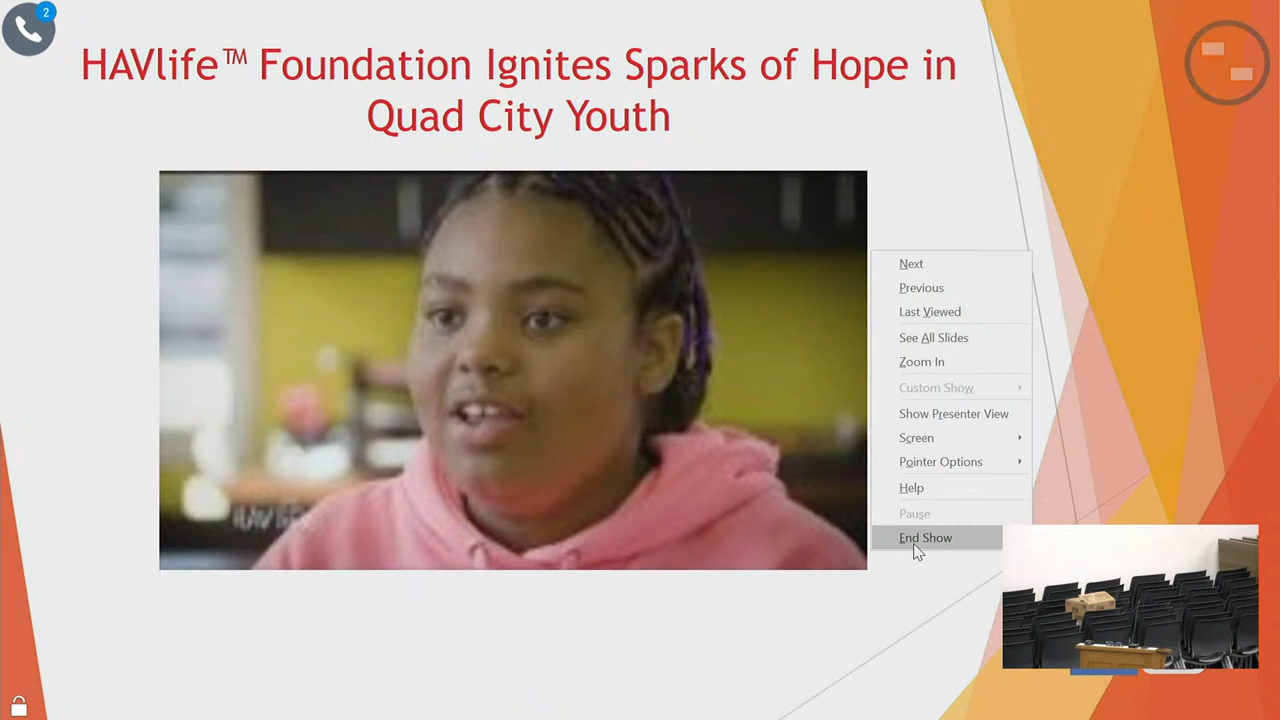 2
HAVlife™ Foundation Ignites Sparks of Hope in
Quad City Youth
Next
Previous
Last Viewed
See All Slides
Zoom In
Custom Show
Show Presenter View
Screen
Pointer Options
Help
Pause
End Show